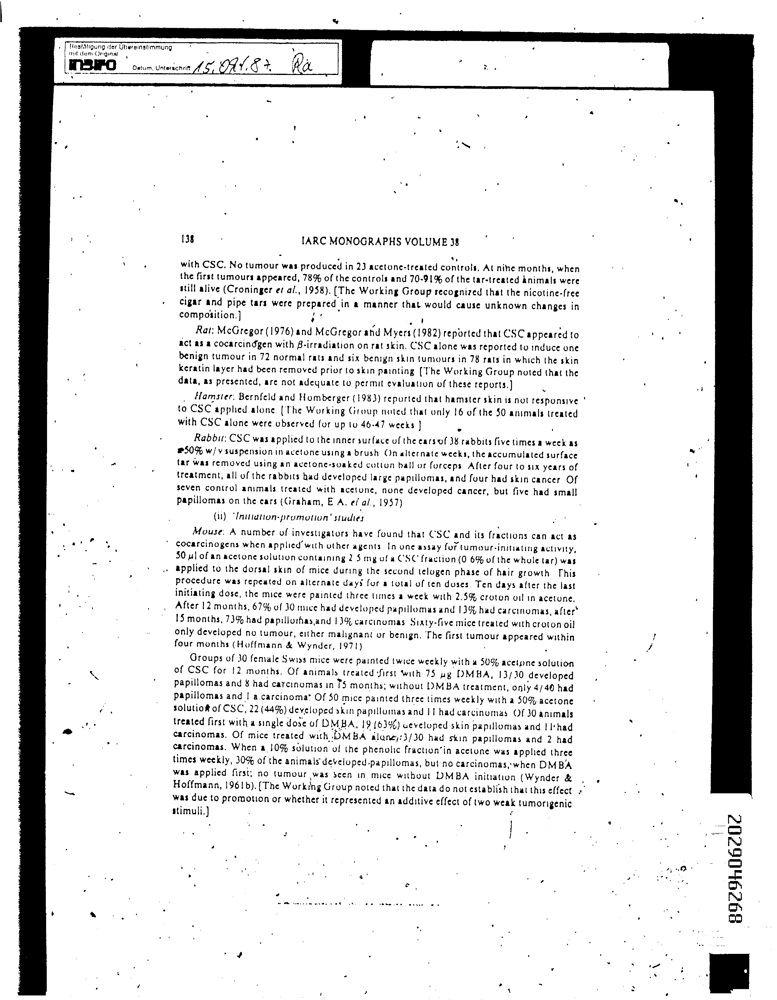 Bestätigung der Übereinstimmung
mit dem Original
INBIFO Datum, Unterschrift 15.
138 IARC MONOGRAPHS VOLUME 38
with CSC. No tumour was produced in 23 acetone-treated controls. At nine months, when
the first tumours appeared, 78% of the controls and 70-91% of the tar-treated animals were
still alive (Croninger et al., 1958). [The Working Group recognized that the nicotine-free
cigar and pipe tars were prepared in a manner that would cause unknown changes in
composition.]
Rat: McGregor (1976) and McGregor and Myers (1982) reported that CSC appeared to
act as a cocarcinogen with β-irradiation on rat skin. CSC alone was reported to induce one
benign tumour in 72 normal rats and six benign skin tumours in 78 rats in which the skin
keratin layer had been removed prior to skin painting [The Working Group noted that the
data, as presented, are not adequate to permit evaluation of these reports.]
Hamster: Bernfeld and Homberger (1983) reported that hamster skin is not responsive
to CSC applied alone. [The Working Group noted that only 16 of the 50 animals treated
with CSC alone were observed for up to 46-47 weeks ]
Rabbit: CSC was applied to the inner surface of the ears of 38 rabbits five times a week as
50% w/v suspension in acetone using a brush On alternate weeks, the accumulated surface
tar was removed using an acetone-soaked cotton ball or forceps After four to six years of
treatment, all of the rabbits had developed large papillomas, and four had skin cancer Of
seven control animals treated with acetone, none developed cancer, but five had small
papillomas on the ears (Graham, E A. et al., 1957)
(ii) 'Initiation-promotion' studies
Mouse: A number of investigators have found that CSC and its fractions can act as
cocarcinogens when applied with other agents In one assay for tumour-initiating activity,
50 μl of an acetone solution containing 2 5 mg of a CSC fraction (0 6% of the whole tar) was
applied to the dorsal skin of mice during the second telogen phase of hair growth This
procedure was repeated on alternate days for a total of ten doses. Ten days after the last
initiating dose, the mice were painted three times a week with 2.5% croton oil in acetone.
After 12 months, 67% of 30 mice had developed papillomas and 13% had carcinomas, after
15 months, 73% had papillomas and 13% carcinomas Sixty-five mice treated with croton oil
only developed no tumour, either malignant or benign. The first tumour appeared within
four months (Hoffmann & Wynder, 1971)
Groups of 30 female Swiss mice were painted twice weekly with a 50% acetone solution
of CSC for 12 months. Of animals treated first with 75 μg DMBA, 13/30 developed
papillomas and 8 had carcinomas in 15 months; without DMBA treatment, only 4/40 had
papillomas and 1 a carcinoma Of 50 mice painted three times weekly with a 50% acetone
solution of CSC, 22 (44%) developed skin papillomas and 11 had carcinomas Of 30 animals
treated first with a single dose of DMBA, 19 (63%) developed skin papillomas and 11 had
carcinomas. Of mice treated with DMBA alone, 3/30 had skin papillomas and 2 had
carcinomas. When a 10% solution of the phenolic fraction in acetone was applied three
times weekly, 30% of the animals developed papillomas, but no carcinomas, when DMBA
was applied first; no tumour was seen in mice without DMBA initiation (Wynder &
Hoffmann, 1961b). [The Working Group noted that the data do not establish that this effect
was due to promotion or whether it represented an additive effect of two weak tumorigenic
stimuli.]
2029046268